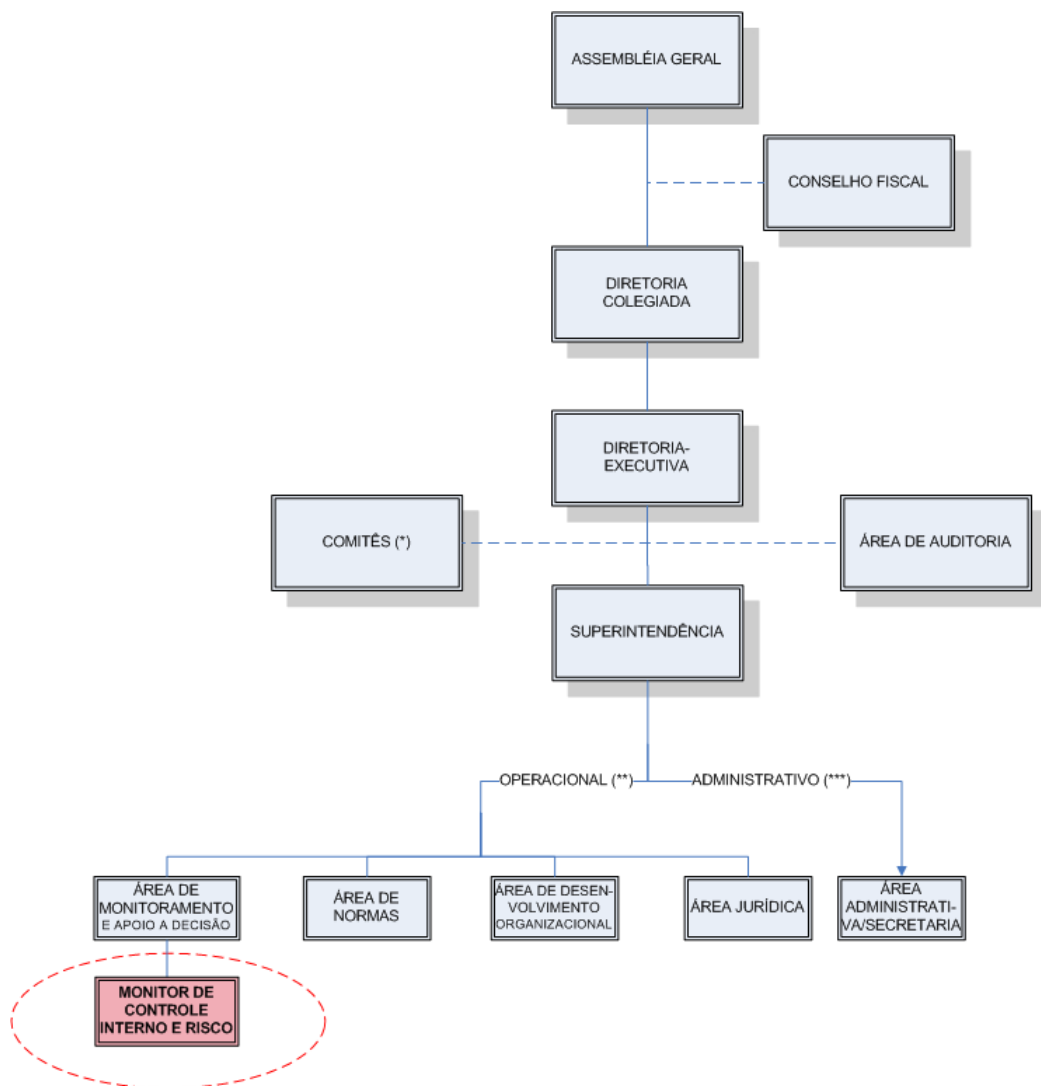 ASSEMBLÉIA GERAL
CONSELHO FISCAL
DIRETORIA
COLEGIADA
DIRETORIA-
EXECUTIVA
COMITÊS (*)
ÁREA DE AUDITORIA
SUPERINTENDÊNCIA
OPERACIONAL (**)
ADMINISTRATIVO (***)
ÁREA DE
MONITORAMENTO
E APOIO A DECISÃO
ÁREA DE
NORMAS
ÁREA DE DESEN-
VOLVIMENTO
ORGANIZACIONAL
ÁREA JURÍDICA
ÁREA
ADMINISTRATI-
VA/SECRETARIA
MONITOR DE
CONTROLE
INTERNO E RISCO